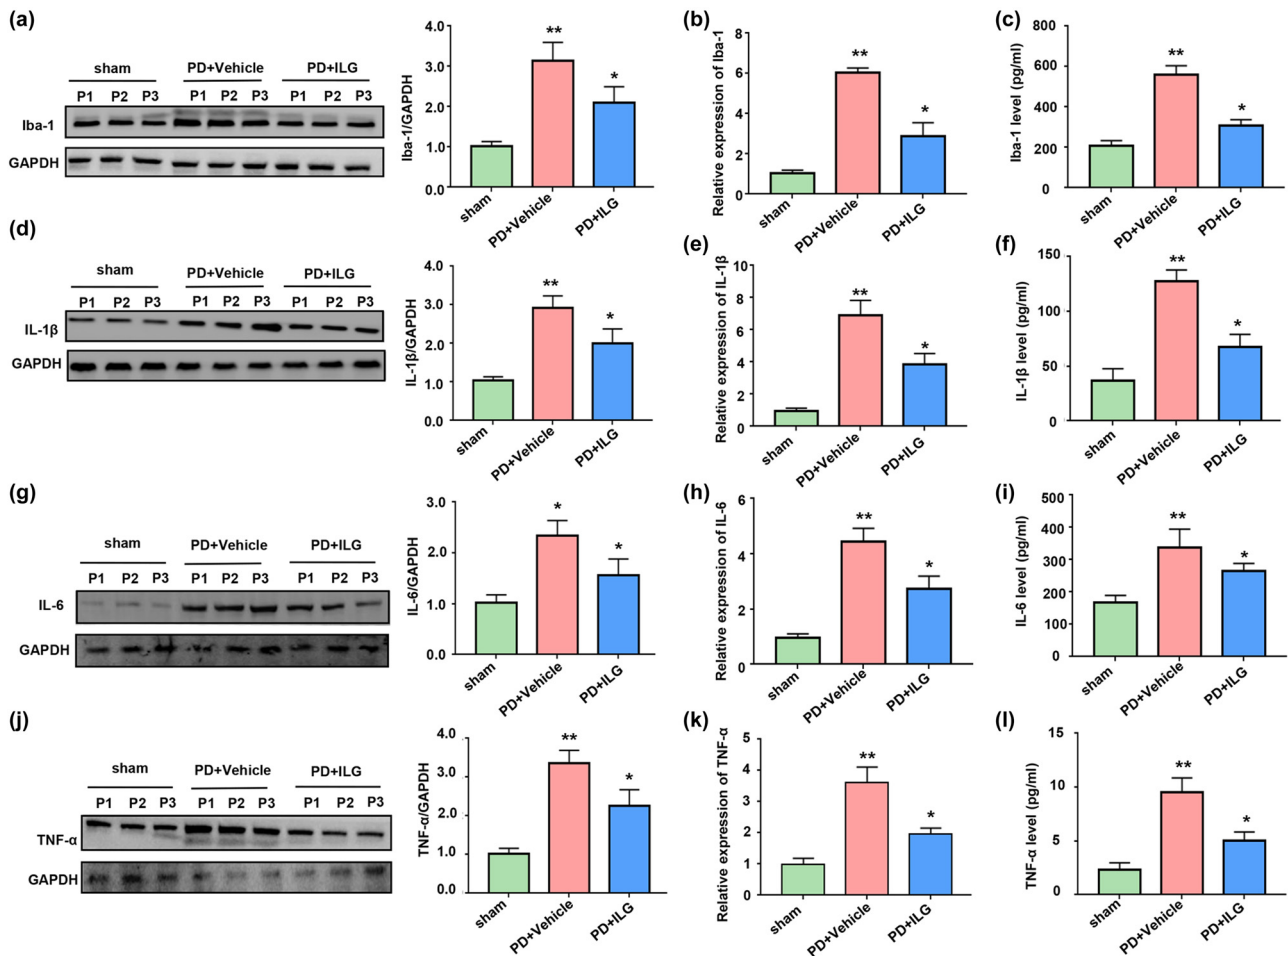 (a)
sham PD+Vehicle PD+ILG
P1 P2 P3 P1 P2 P3 P1 P2 P3
Iba-1
GAPDH
Iba-1/GAPDH
4.0
3.0
2.0
1.0
0.0
**
*
sham PD+Vehicle PD+ILG
(b)
Relative expression of Iba-1
8
6
4
2
0
**
*
sham PD+Vehicle PD+ILG
(c)
Iba-1 level (pg/ml)
800
600
400
200
0
**
*
sham PD+Vehicle PD+ILG
(d)
sham PD+Vehicle PD+ILG
P1 P2 P3 P1 P2 P3 P1 P2 P3
IL-1β
GAPDH
IL-1β/GAPDH
4.0
3.0
2.0
1.0
0.0
**
*
sham PD+Vehicle PD+ILG
(e)
Relative expression of IL-1β
10
8
6
4
2
0
**
*
sham PD+Vehicle PD+ILG
(f)
IL-1β level (pg/ml)
150
100
50
0
**
*
sham PD+Vehicle PD+ILG
(g)
sham PD+Vehicle PD+ILG
P1 P2 P3 P1 P2 P3 P1 P2 P3
IL-6
GAPDH
IL-6/GAPDH
3.0
2.0
1.0
0.0
*
*
sham PD+Vehicle PD+ILG
(h)
Relative expression of IL-6
6
4
2
0
**
*
sham PD+Vehicle PD+ILG
(i)
IL-6 level (pg/ml)
500
400
300
200
100
0
**
*
sham PD+Vehicle PD+ILG
(j)
sham PD+Vehicle PD+ILG
P1 P2 P3 P1 P2 P3 P1 P2 P3
TNF-α
GAPDH
TNF-α/GAPDH
4.0
3.0
2.0
1.0
0.0
**
*
sham PD+Vehicle PD+ILG
(k)
Relative expression of TNF-α
5
4
3
2
1
0
**
*
sham PD+Vehicle PD+ILG
(l)
TNF-α level (pg/ml)
15
10
5
0
**
*
sham PD+Vehicle PD+ILG